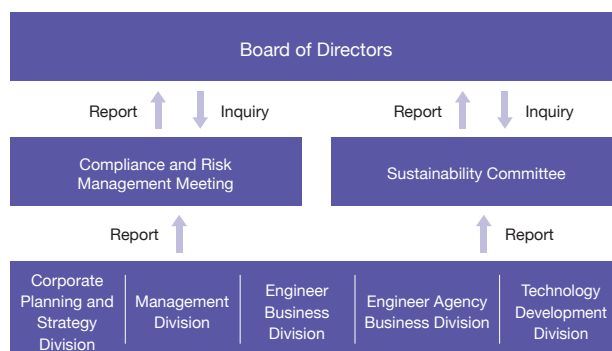 Board of Directors
Report
Inquiry
Report
Inquiry
Compliance and Risk
Management Meeting
Sustainability Committee
Report
Report
Corporate
Planning and
Strategy
Division
Management
Division
Engineer
Business
Division
Engineer Agency
Business Division
Technology
Development
Division